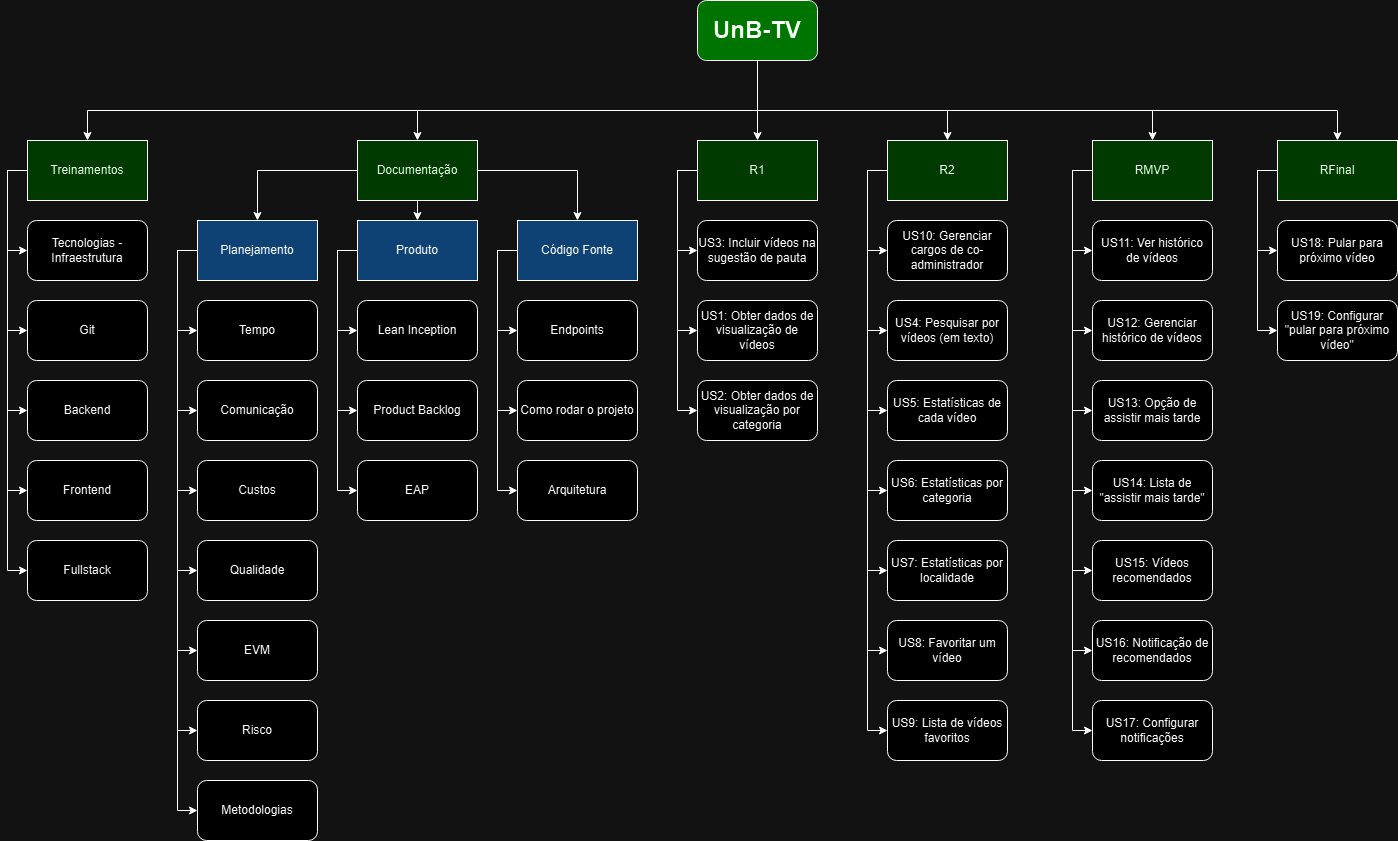 UnB-TV
Treinamentos
Tecnologias -
Infraestrutura
Git
Backend
Frontend
Fullstack
Documentação
Planejamento
Tempo
Comunicação
Custos
Qualidade
EVM
Risco
Metodologias
Produto
Lean Inception
Product Backlog
EAP
Código Fonte
Endpoints
Como rodar o projeto
Arquitetura
R1
US3: Incluir vídeos na
sugestão de pauta
US1: Obter dados de
visualização de
vídeos
US2: Obter dados de
visualização por
categoria
R2
US10: Gerenciar
cargos de co-
administrador
US4: Pesquisar por
vídeos (em texto)
US5: Estatísticas de
cada vídeo
US6: Estatísticas por
categoria
US7: Estatísticas por
localidade
US8: Favoritar um
vídeo
US9: Lista de vídeos
favoritos
RMVP
US11: Ver histórico
de vídeos
US12: Gerenciar
histórico de vídeos
US13: Opção de
assistir mais tarde
US14: Lista de
"assistir mais tarde"
US15: Vídeos
recomendados
US16: Notificação de
recomendados
US17: Configurar
notificações
RFinal
US18: Pular para
próximo vídeo
US19: Configurar
"pular para próximo
vídeo"